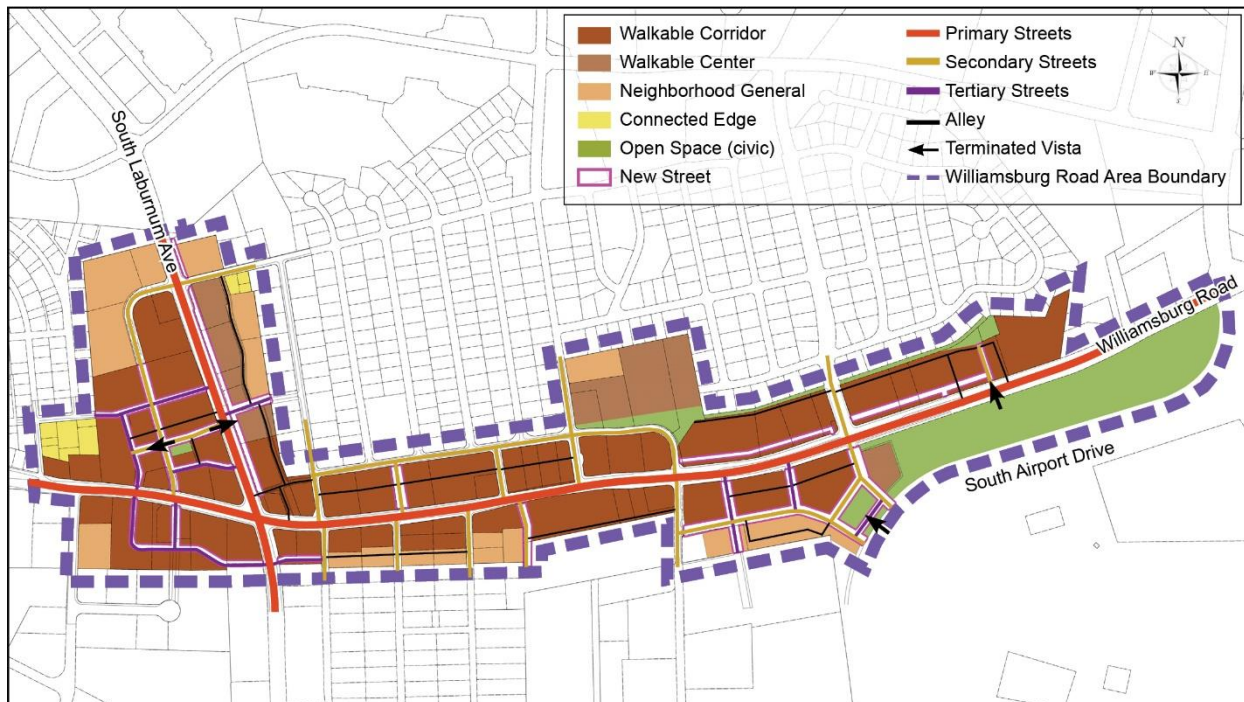 Walkable Corridor
Walkable Center
Neighborhood General
Connected Edge
Open Space (civic)
New Street
Primary Streets
Secondary Streets
Tertiary Streets
Alley
Terminated Vista
Williamsburg Road Area Boundary
N
W E
S
South Laburnum Ave
Williamsburg Road
South Airport Drive